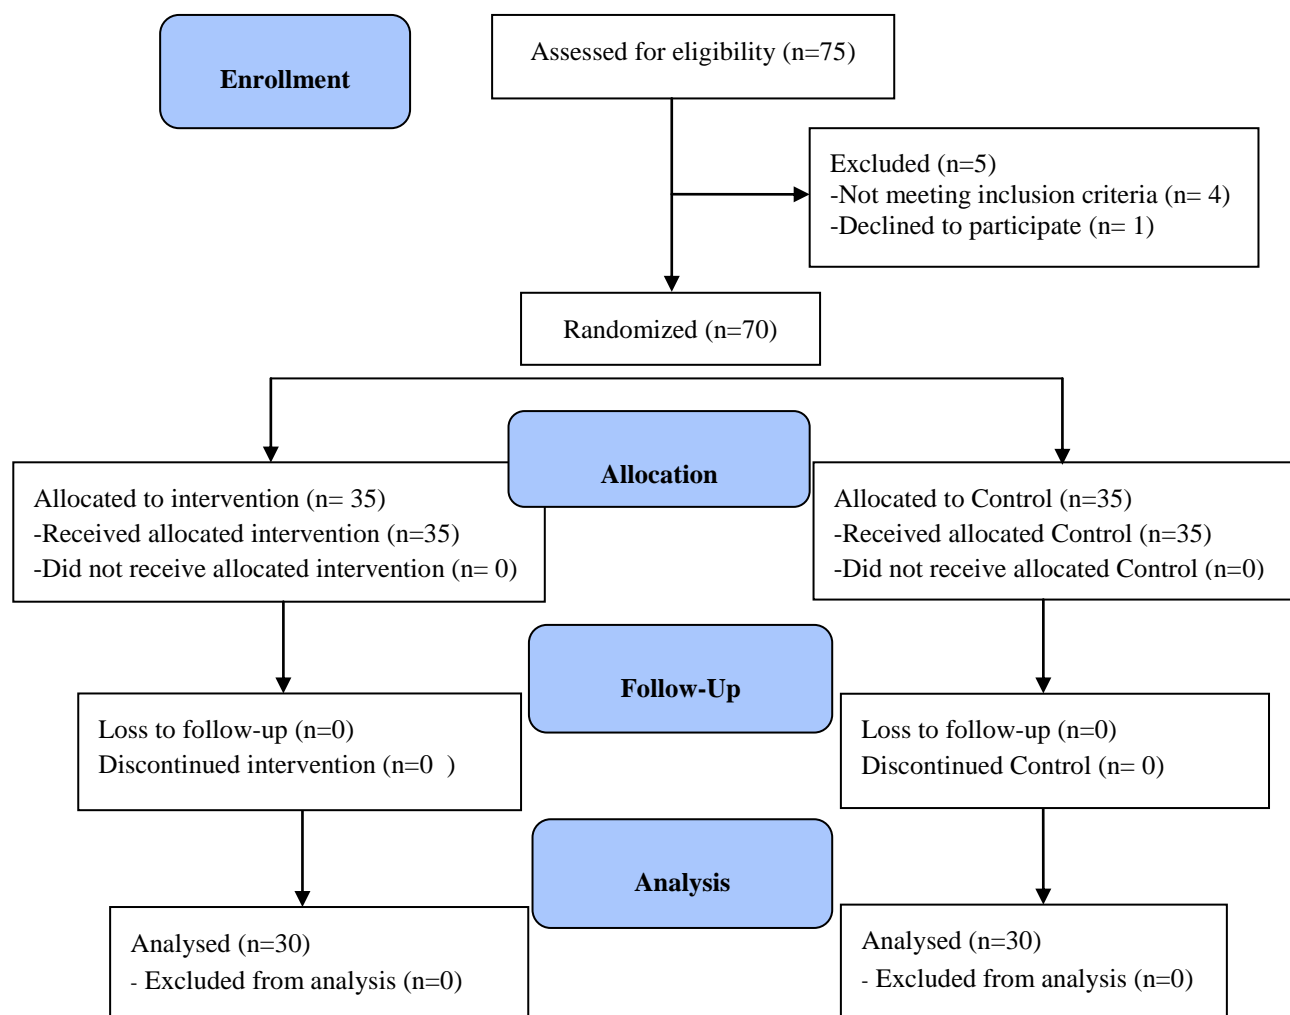 Enrollment
Assessed for eligibility (n=75)
Excluded (n=5)
-Not meeting inclusion criteria (n= 4)
-Declined to participate (n= 1)
Randomized (n=70)
Allocation
Allocated to intervention (n= 35)
-Received allocated intervention (n=35)
-Did not receive allocated intervention (n= 0)
Allocated to Control (n=35)
-Received allocated Control (n=35)
-Did not receive allocated Control (n=0)
Follow-Up
Loss to follow-up (n=0)
Discontinued intervention (n=0  )
Loss to follow-up (n=0)
Discontinued Control (n= 0)
Analysis
Analysed (n=30)
- Excluded from analysis (n=0)
Analysed (n=30)
- Excluded from analysis (n=0)